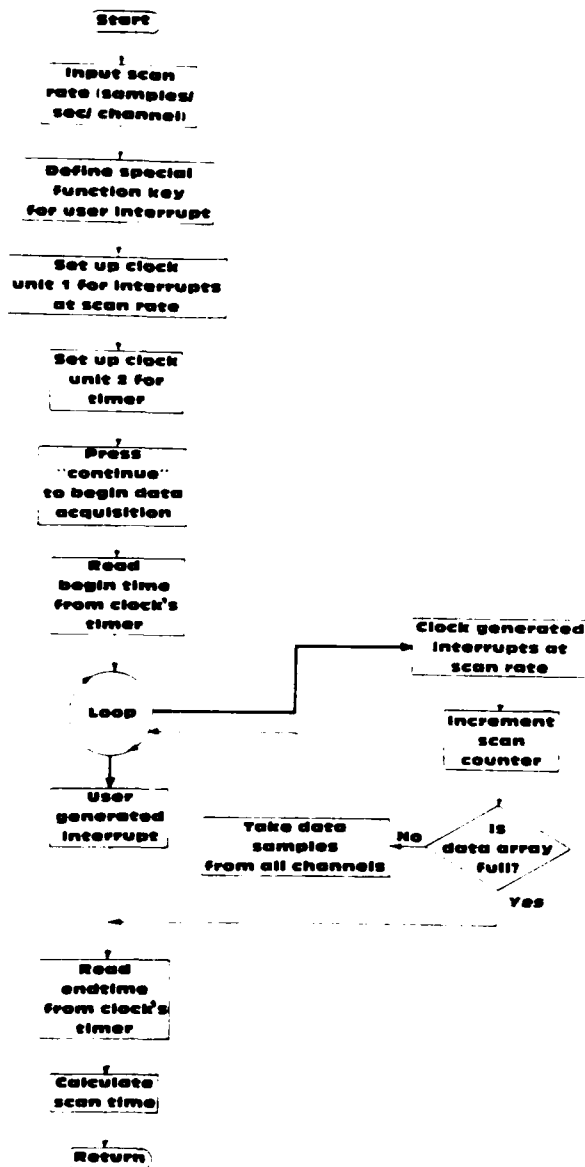 Start
Input scan
rate (samples/
sec/ channel)
Define special
function key
for user interrupt
Set up clock
unit 1 for interrupts
at scan rate
Set up clock
unit 2 for
timer
Press
"continue"
to begin data
acquisition
Read
begin time
from clock's
timer
Loop
Clock generated
interrupts at
scan rate
Increment
scan
counter
Is
data array
full?
No
Yes
Take data
samples
from all channels
User
generated
interrupt
Read
endtime
from clock's
timer
Calculate
scan time
Return